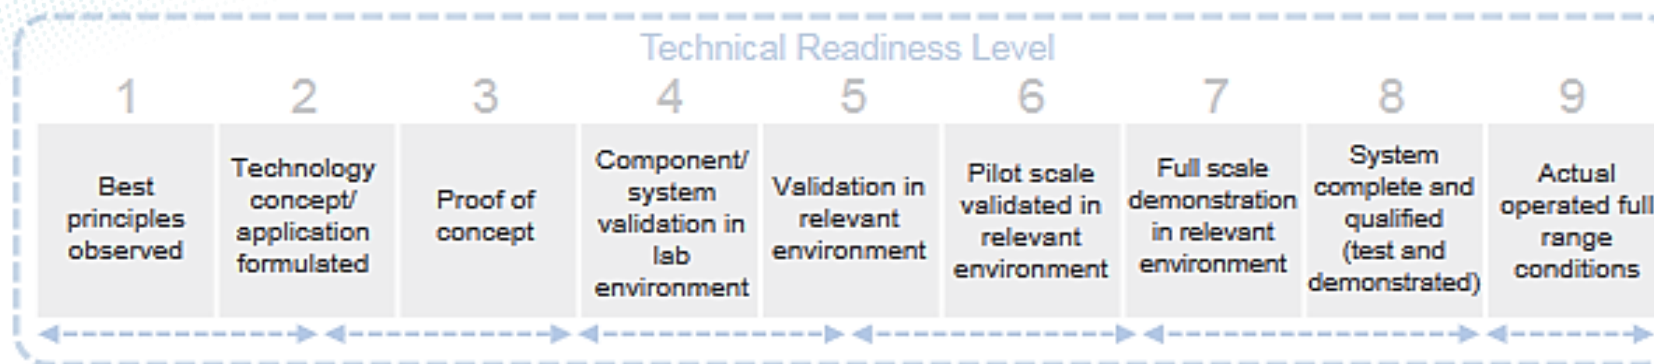 Technical Readiness Level
1
2
3
4
5
6
7
8
9
Best
principles
observed
Technology
concept/
application
formulated
Proof of
concept
Component/
system
validation in
lab
environment
Validation in
relevant
environment
Pilot scale
validated in
relevant
environment
Full scale
demonstration
in relevant
environment
System
complete and
qualified
(test and
demonstrated)
Actual
operated full
range
conditions